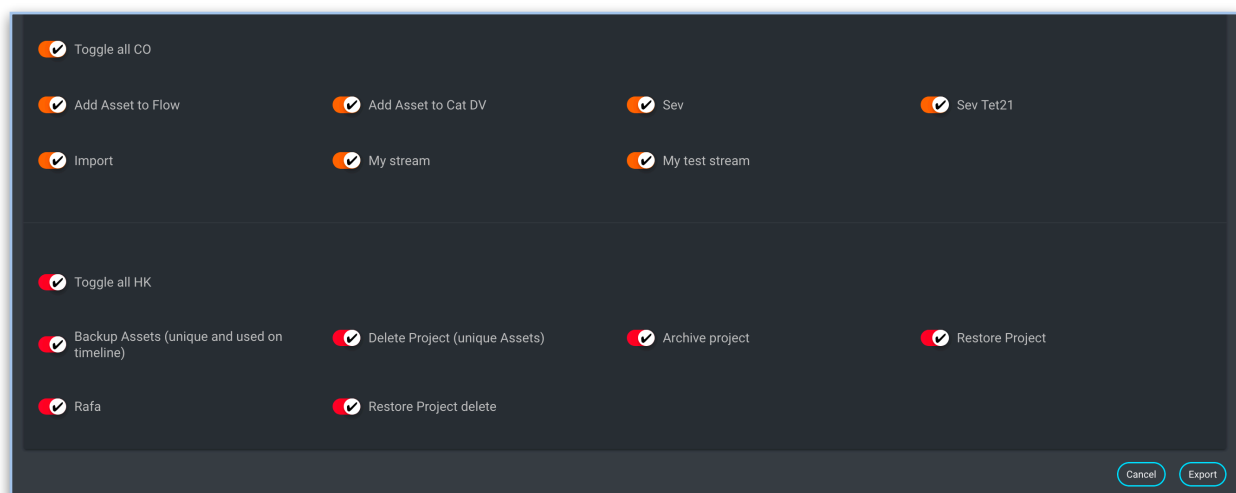 Toggle all CO
Add Asset to Flow
Add Asset to Cat DV
Sev
Sev Tet21
Import
My stream
My test stream
Toggle all HK
Backup Assets (unique and used on
timeline)
Delete Project (unique Assets)
Archive project
Restore Project
Rafa
Restore Project delete
Cancel
Export